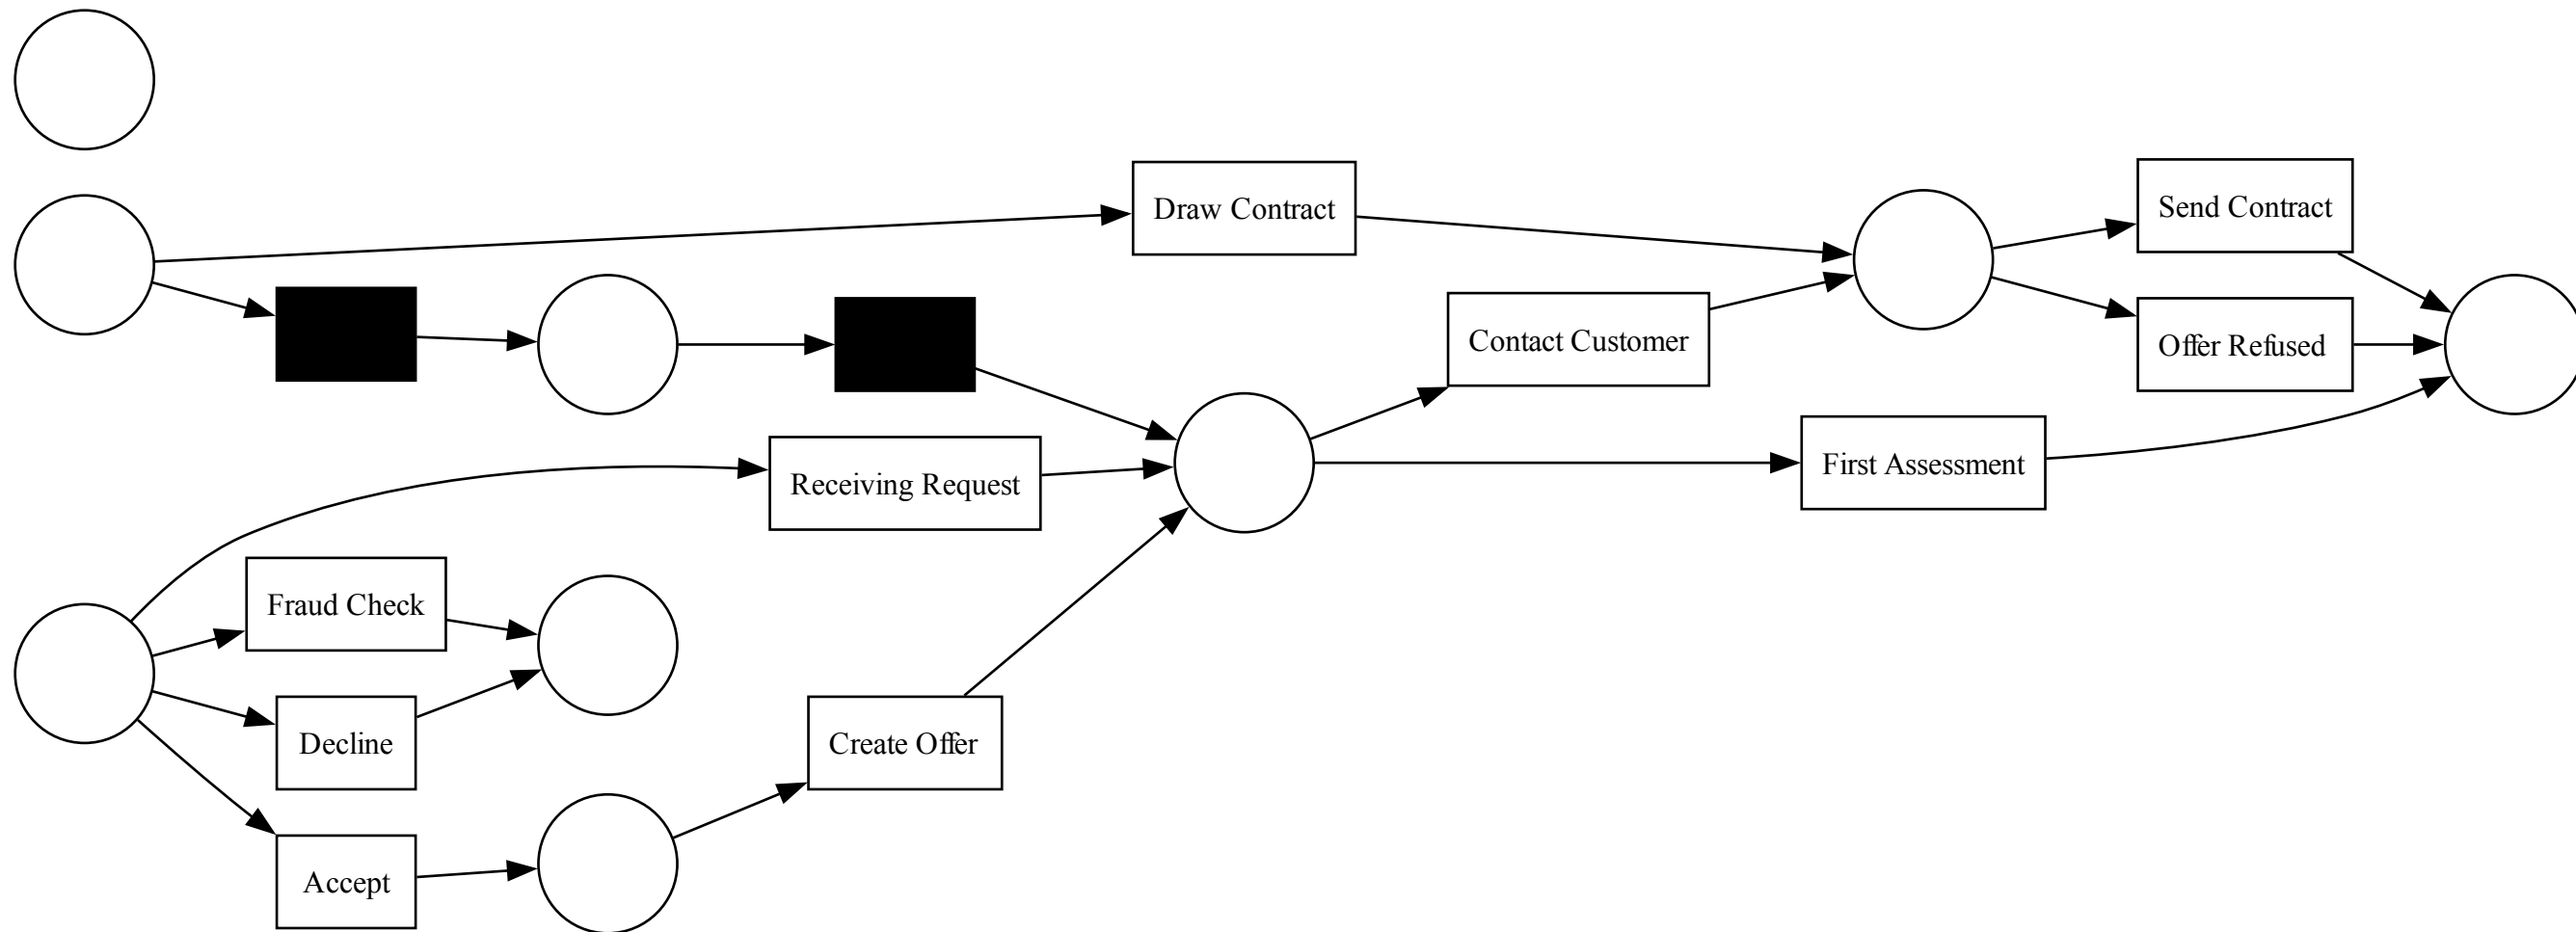 Draw Contract
Send Contract
Contact Customer
Offer Refused
Receiving Request
First Assessment
Fraud Check
Decline
Create Offer
Accept